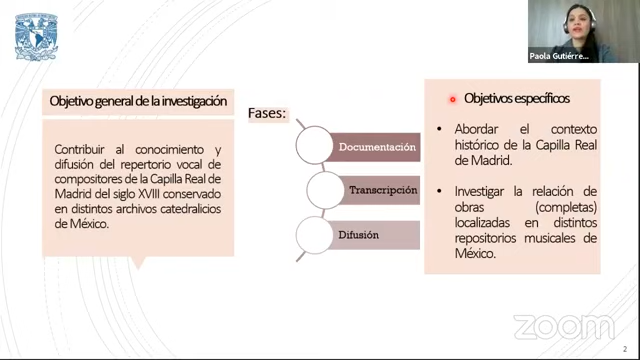 Paola Gutiérre...
Objetivo general de la investigación
Contribuir al conocimiento y
difusión del repertorio vocal de
compositores de la Capilla Real de
Madrid del siglo XVIII conservado
en distintos archivos catedralicios
de México.
Fases:
Documentación
Transcripción
Difusión
Objetivos específicos
• Abordar el contexto
histórico de la Capilla Real
de Madrid.
• Investigar la relación de
obras (completas)
localizadas en distintos
repositorios musicales de
México.
zoom
2